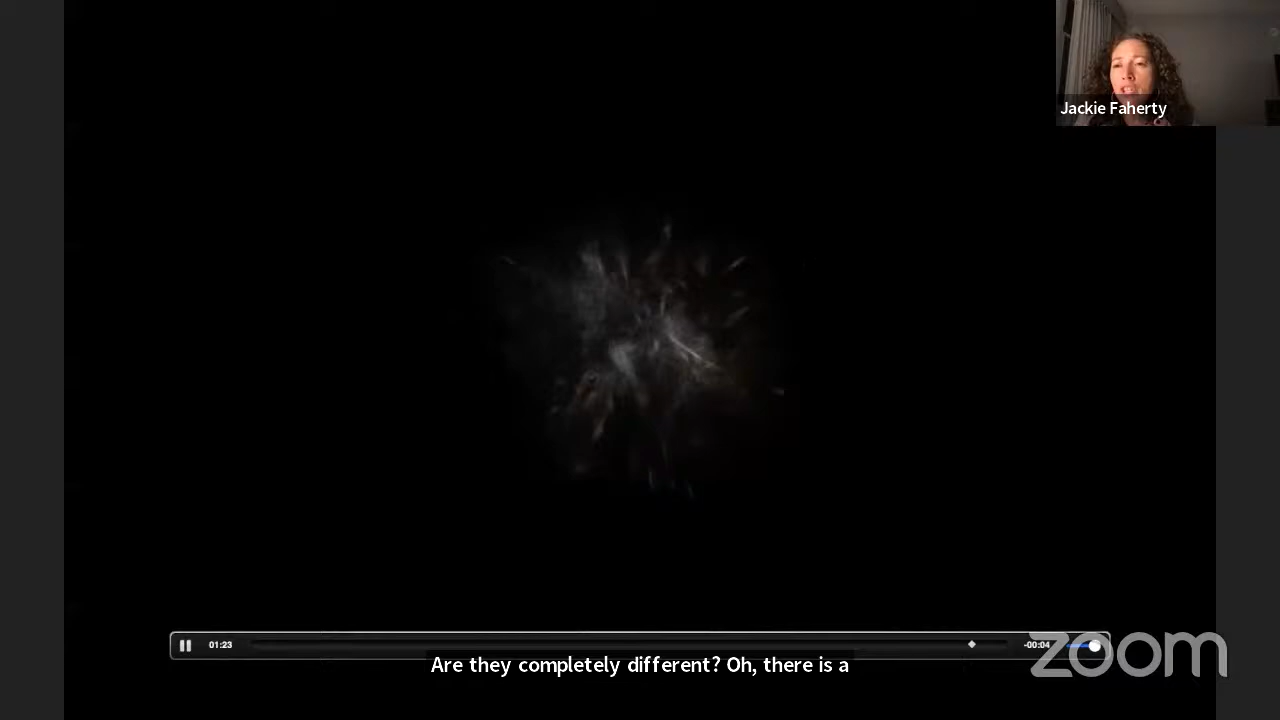 Jackie Faherty
01:23
-00:04
zoom
Are they completely different? Oh, there is a